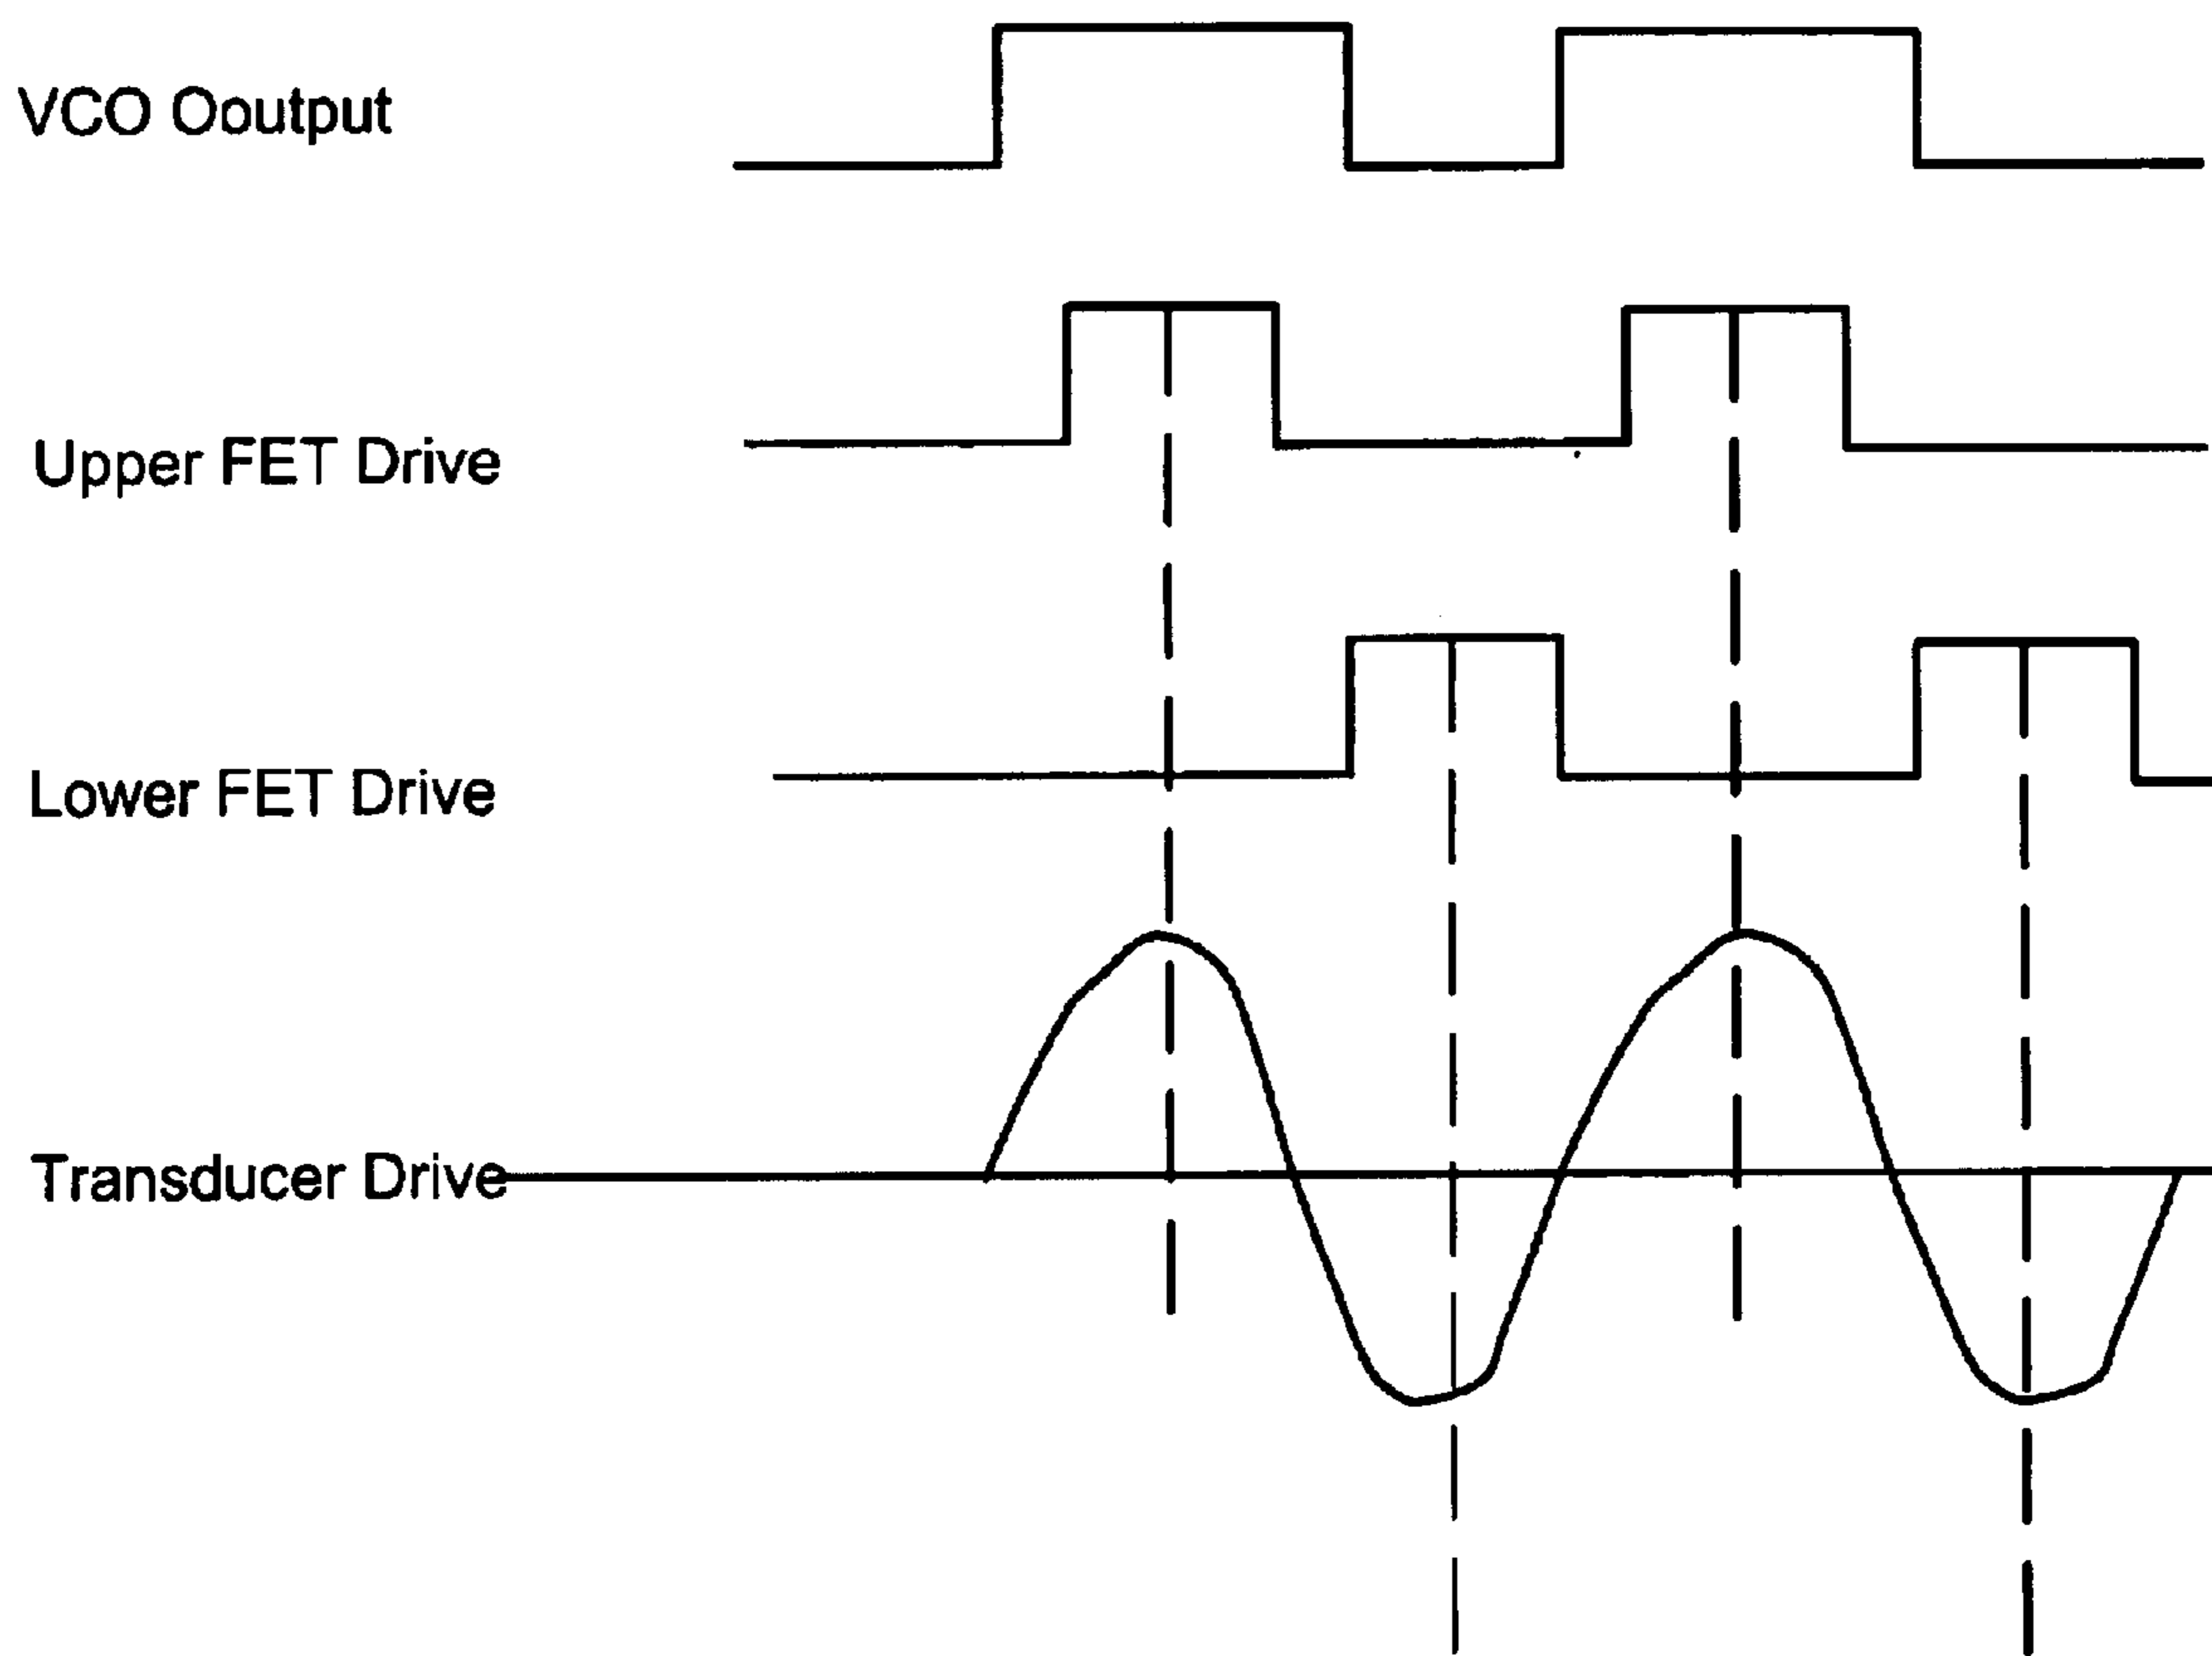 VCO Ooutput
Upper FET Drive
Lower FET Drive
Transducer Drive